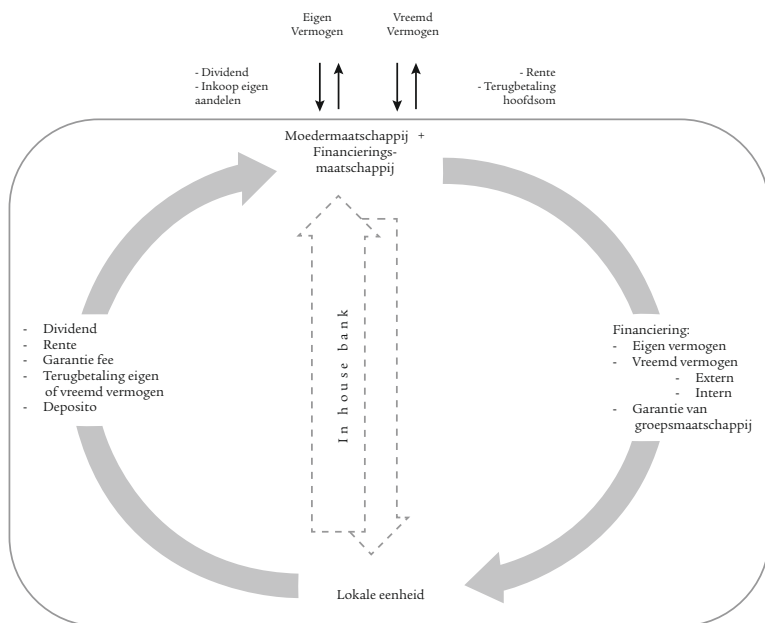 Eigen
Vermogen
Vreemd
Vermogen
- Dividend
- Inkoop eigen
aandelen
- Rente
- Terugbetaling
hoofdsom
Moedermaatschappij +
Financierings-
maatschappij
In house bank
- Dividend
- Rente
- Garantie fee
- Terugbetaling eigen
of vreemd vermogen
- Deposito
Financiering:
- Eigen vermogen
- Vreemd vermogen
- Extern
- Intern
- Garantie van
groepsmaatschappij
Lokale eenheid